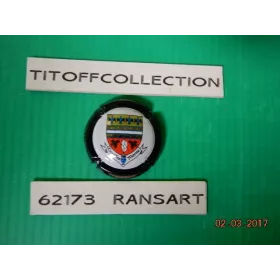 TITOFFCOLLECTION
62173 RANSART
02-03-2017